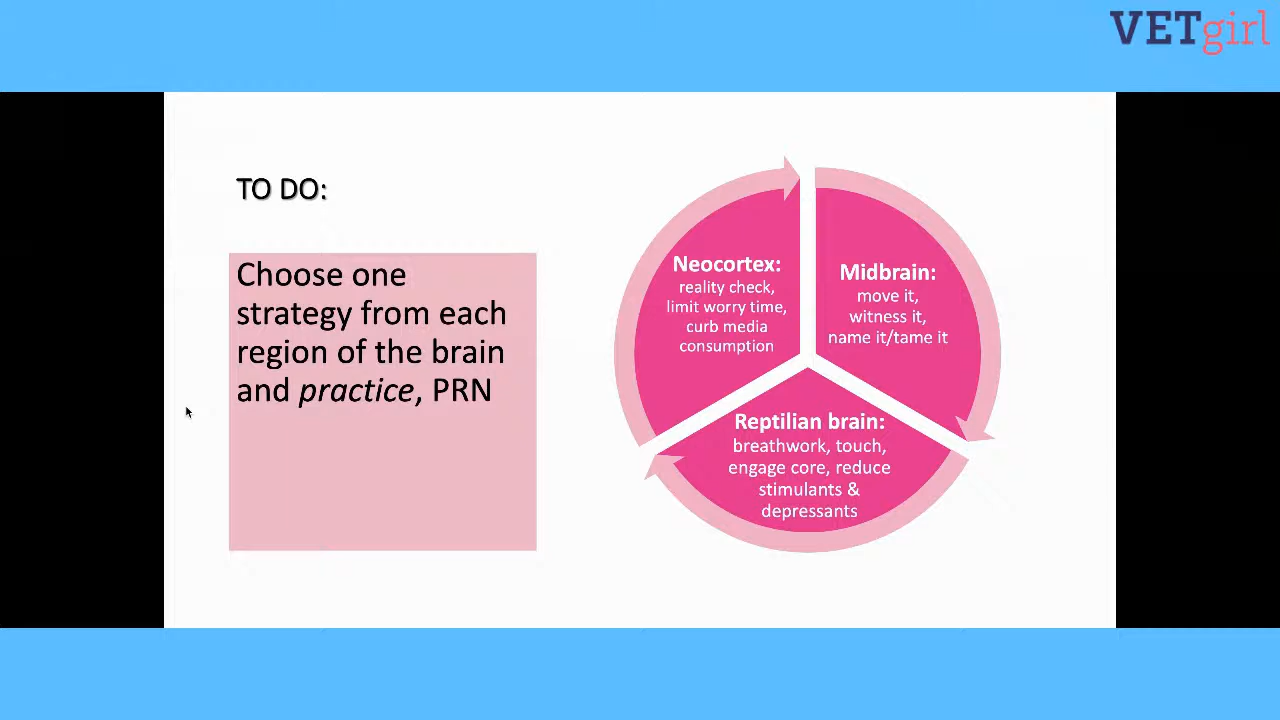 VETgirl
TO DO:
Choose one
strategy from each
region of the brain
and practice, PRN
Neocortex:
reality check,
limit worry time,
curb media
consumption
Midbrain:
move it,
witness it,
name it/tame it
Reptilian brain:
breathwork, touch,
engage core, reduce
stimulants &
depressants